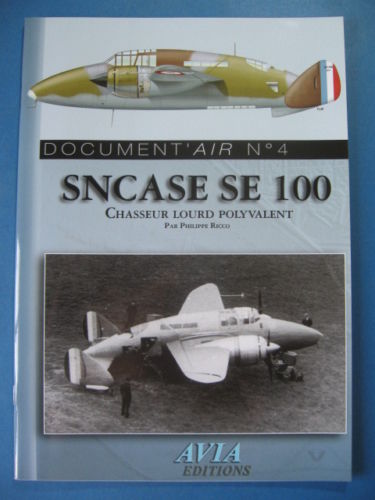 DOCUMENT'AIR N°4
SNCASE SE 100
CHASSEUR LOURD POLYVALENT
PAR PHILIPPE RICCO
AVIA
EDITIONS